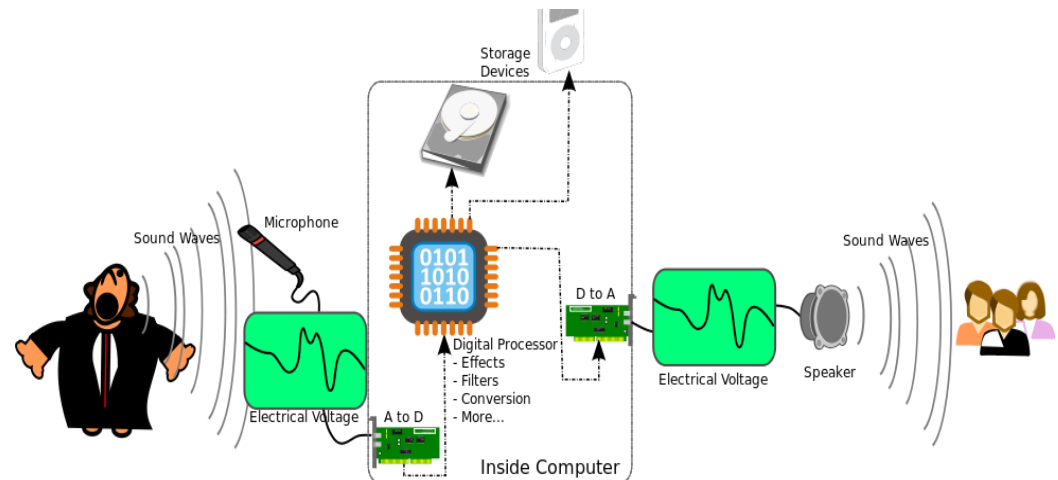 Storage
Devices
Microphone
Sound Waves
Sound Waves
0101
1010
0110
D to A
Digital Processor
- Effects
- Filters
- Conversion
- More...
Electrical Voltage
Speaker
Electrical Voltage
A to D
Inside Computer